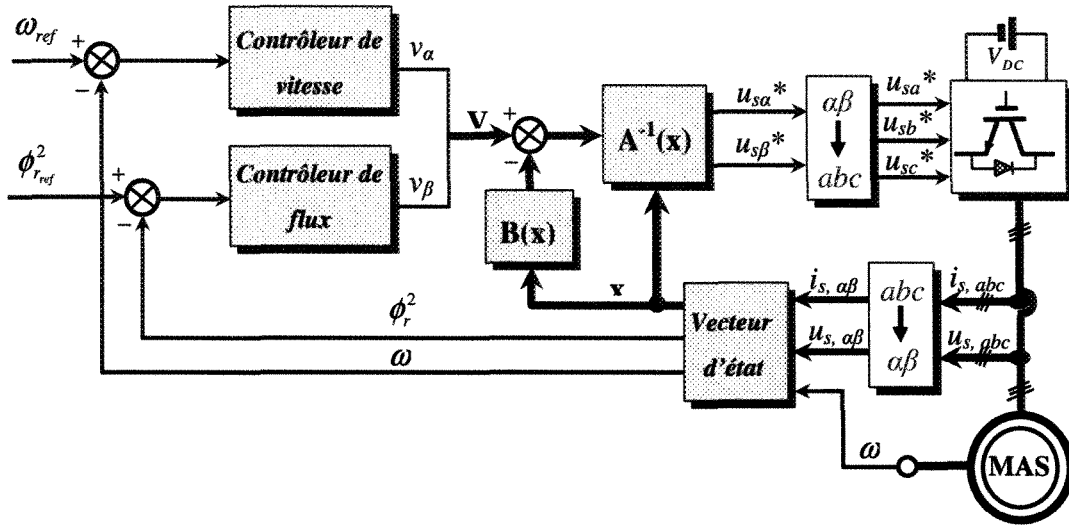 ω_ref
+
−
Contrôleur de
vitesse
v_α
ϕ²_r_ref
+
−
Contrôleur de
flux
v_β
V
+
−
B(x)
A⁻¹(x)
u_sα*
u_sβ*
αβ
abc
u_sa*
u_sb*
u_sc*
V_DC
x
Vecteur
d'état
i_s, αβ
u_s, αβ
abc
αβ
i_s, abc
u_s, abc
ϕ²_r
ω
ω
MAS